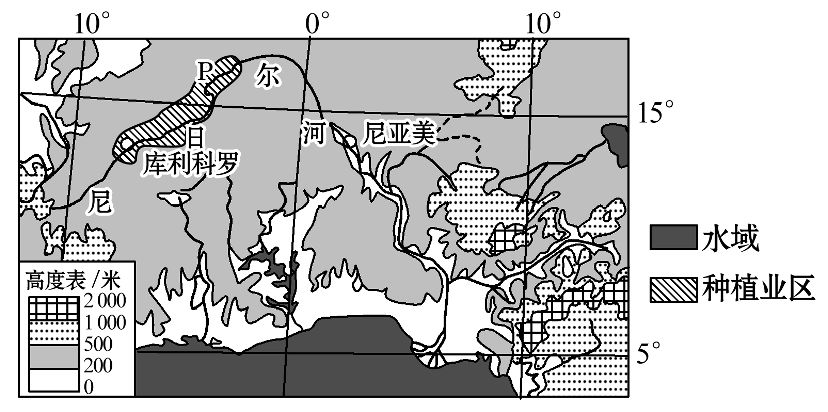 10° 0° 10°
P 尔
15°
日 河 尼亚美
库利科罗
尼
水域
高度表/米
2 000
种植业区
1 000
500
200
5°
0